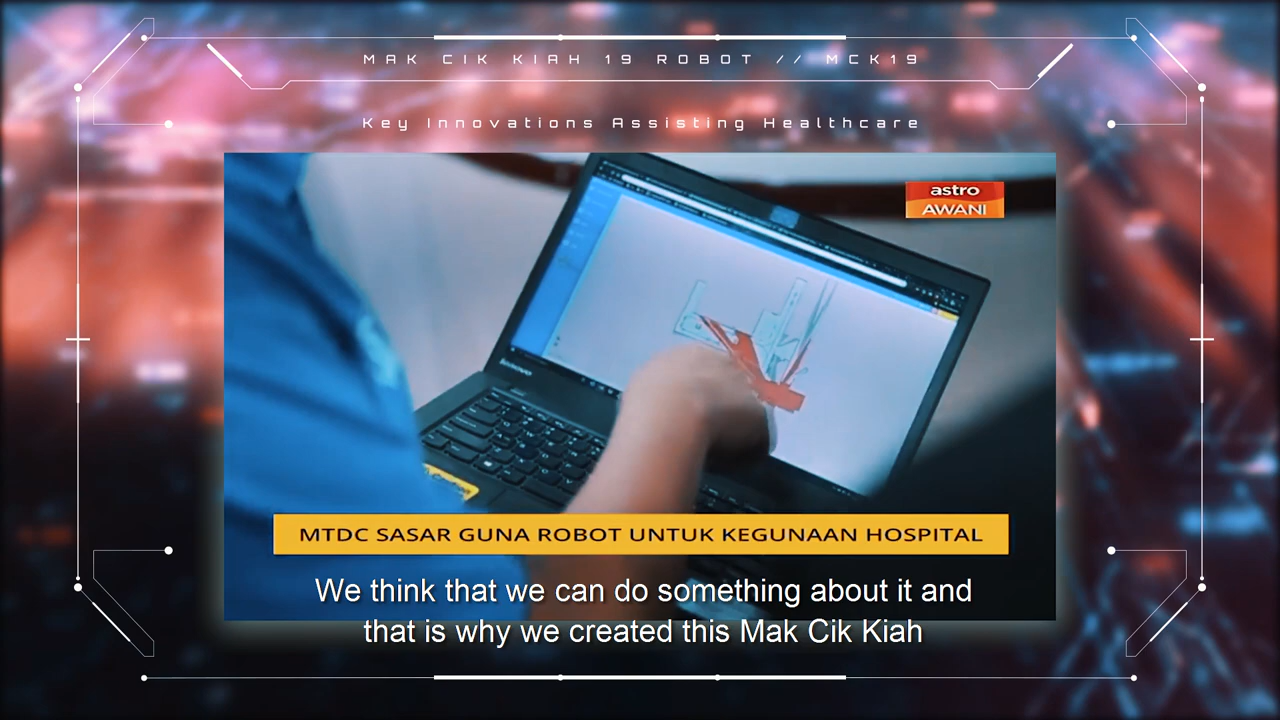 MAK CIK KIAH 19 ROBOT // MCK19
Key Innovations Assisting Healthcare
astro
AWANI
lenovo
MTDC SASAR GUNA ROBOT UNTUK KEGUNAAN HOSPITAL
We think that we can do something about it and
that is why we created this Mak Cik Kiah